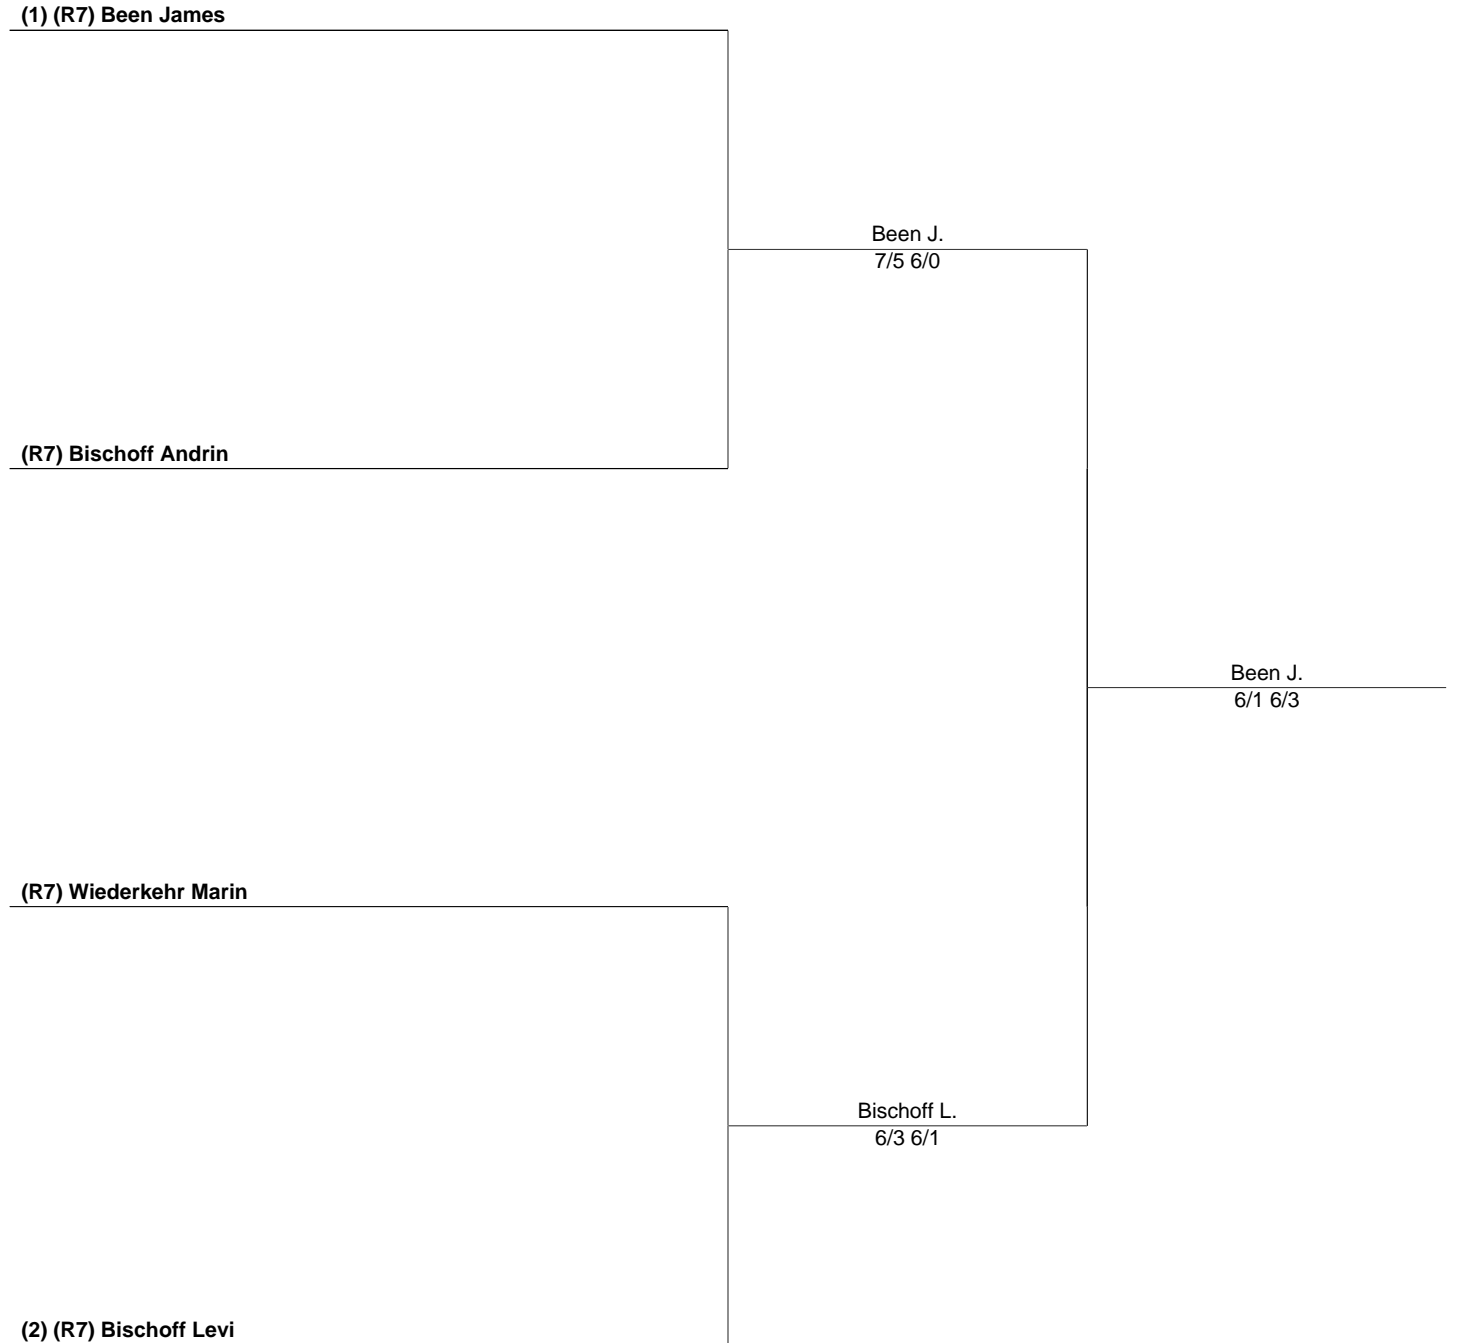 (1) (R7) Been James
Been J.
7/5 6/0
(R7) Bischoff Andrin
Been J.
6/1 6/3
(R7) Wiederkehr Marin
Bischoff L.
6/3 6/1
(2) (R7) Bischoff Levi